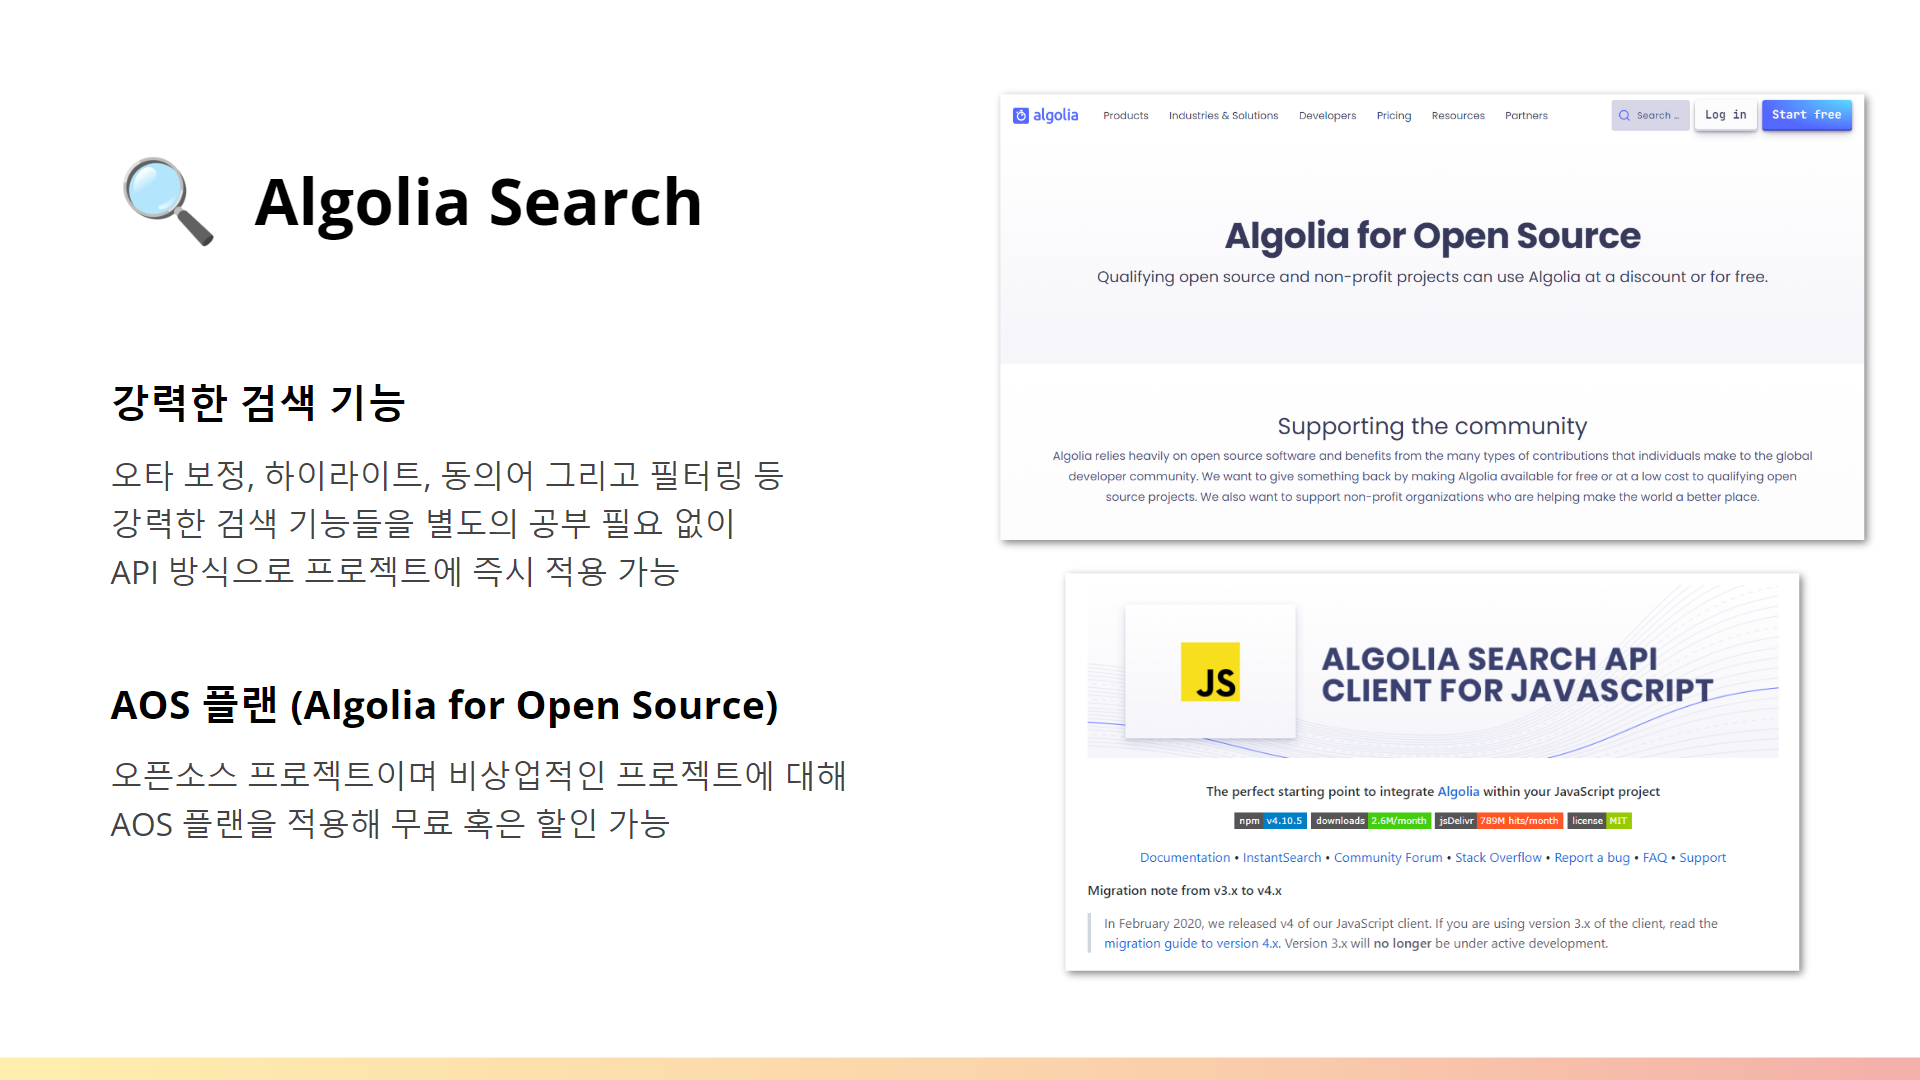 Algolia Search
강력한 검색 기능
오타 보정, 하이라이트, 동의어 그리고 필터링 등
강력한 검색 기능들을 별도의 공부 필요 없이
API 방식으로 프로젝트에 즉시 적용 가능
AOS 플랜 (Algolia for Open Source)
오픈소스 프로젝트이며 비상업적인 프로젝트에 대해
AOS 플랜을 적용해 무료 혹은 할인 가능
algolia Products Industries & Solutions Developers Pricing Resources Partners Search ... Log in Start free
Algolia for Open Source
Qualifying open source and non-profit projects can use Algolia at a discount or for free.
Supporting the community
Algolia relies heavily on open source software and benefits from the many types of contributions that individuals make to the global
developer community. We want to give something back by making Algolia available for free or at a low cost to qualifying open
source projects. We also want to support non-profit organizations who are helping make the world a better place.
JS
ALGOLIA SEARCH API
CLIENT FOR JAVASCRIPT
The perfect starting point to integrate Algolia within your JavaScript project
npm v4.10.5 downloads 2.6M/month jsDelivr 789M hits/month license MIT
Documentation • InstantSearch • Community Forum • Stack Overflow • Report a bug • FAQ • Support
Migration note from v3.x to v4.x
In February 2020, we released v4 of our JavaScript client. If you are using version 3.x of the client, read the
migration guide to version 4.x. Version 3.x will no longer be under active development.